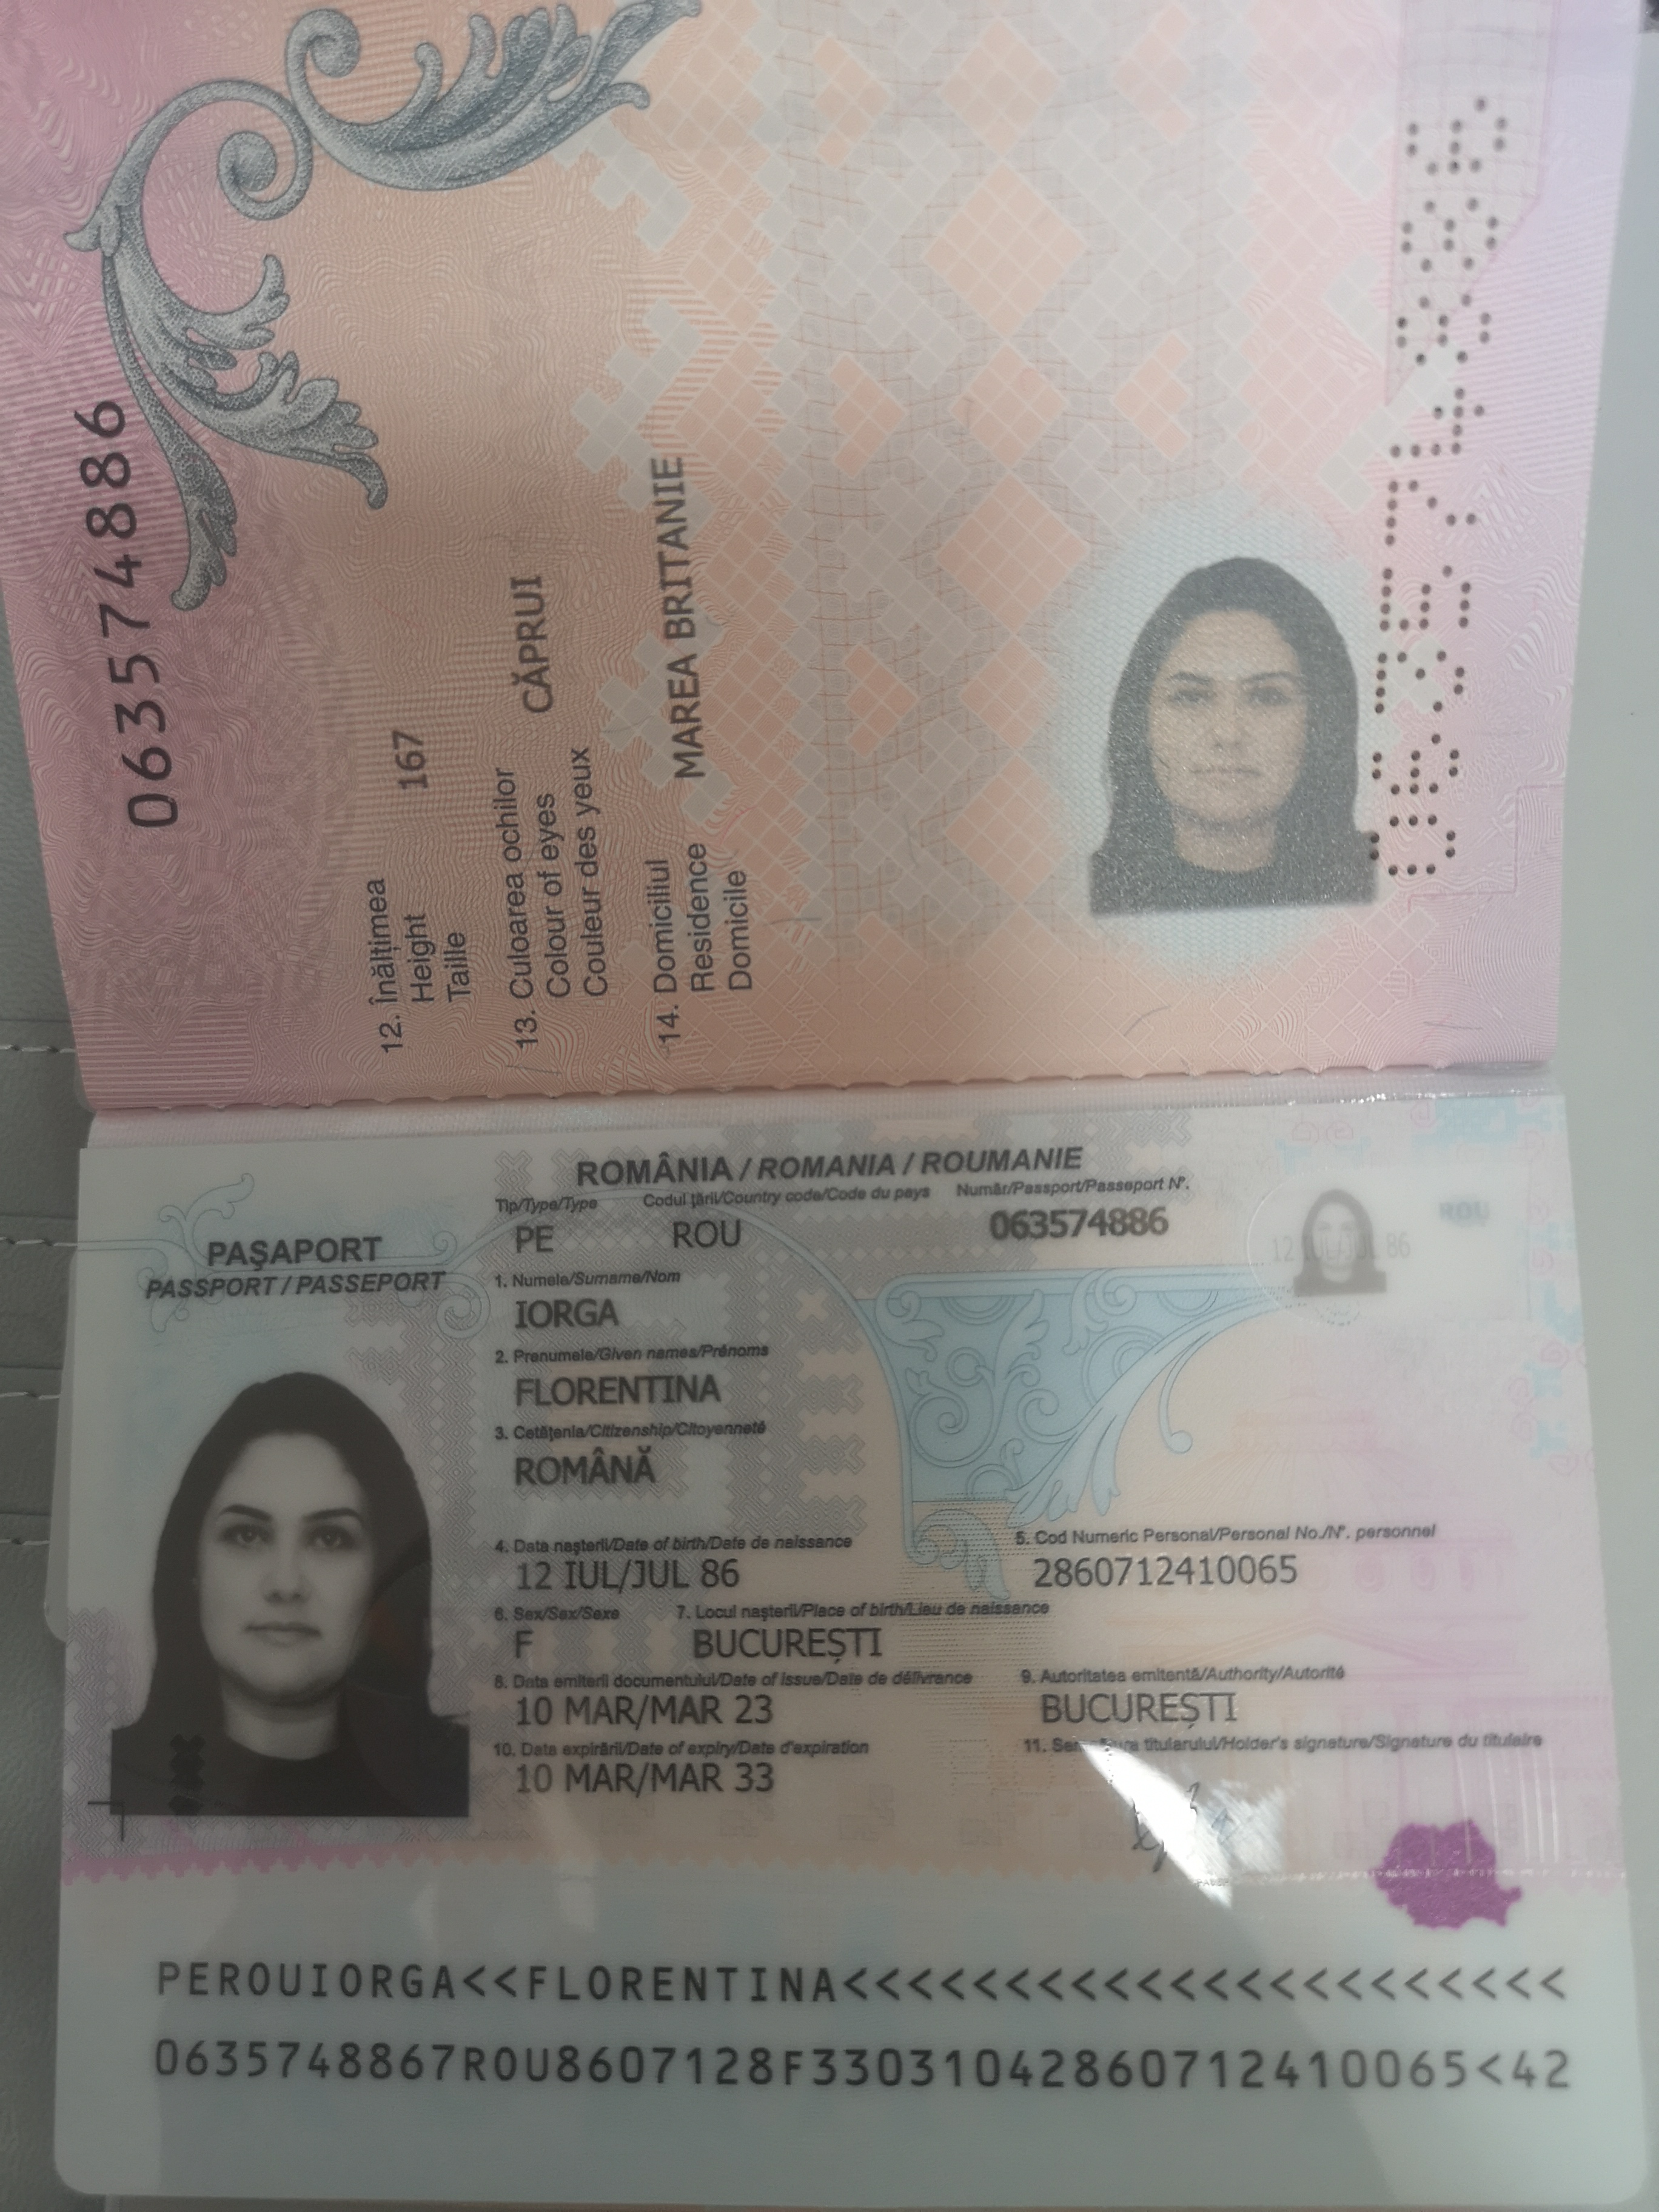 063574886
12. Înălțimea
Height 167
Taille
13. Culoarea ochilor
Colour of eyes CĂPRUI
Couleur des yeux
14. Domiciliul
Residence MAREA BRITANIE
Domicile
063574886
ROMÂNIA / ROMANIA / ROUMANIE
PAŞAPORT
PASSPORT / PASSEPORT
Tip/Type/Type Codul ţării/Country code/Code du pays Număr/Passport/Passeport Nº.
PE ROU 063574886
ROU
12 IUL/JUL 86
1. Numele/Surname/Nom
IORGA
2. Prenumele/Given names/Prénoms
FLORENTINA
3. Cetăţenia/Citizenship/Citoyenneté
ROMÂNĂ
4. Data naşterii/Date of birth/Date de naissance 5. Cod Numeric Personal/Personal No./Nº. personnel
12 IUL/JUL 86 2860712410065
6. Sex/Sex/Sexe 7. Locul naşterii/Place of birth/Lieu de naissance
F BUCUREȘTI
8. Data emiterii documentului/Date of issue/Date de délivrance 9. Autoritatea emitentă/Authority/Autorité
10 MAR/MAR 23 BUCUREȘTI
10. Data expirării/Date of expiry/Date d'expiration 11. titularului/Holder's signature/Signature du titulaire
10 MAR/MAR 33
PEROUIORGA<<FLORENTINA<<<<<<<<<<<<<<<<<<<<<<
0635748867ROU8607128F33031042860712410065<42